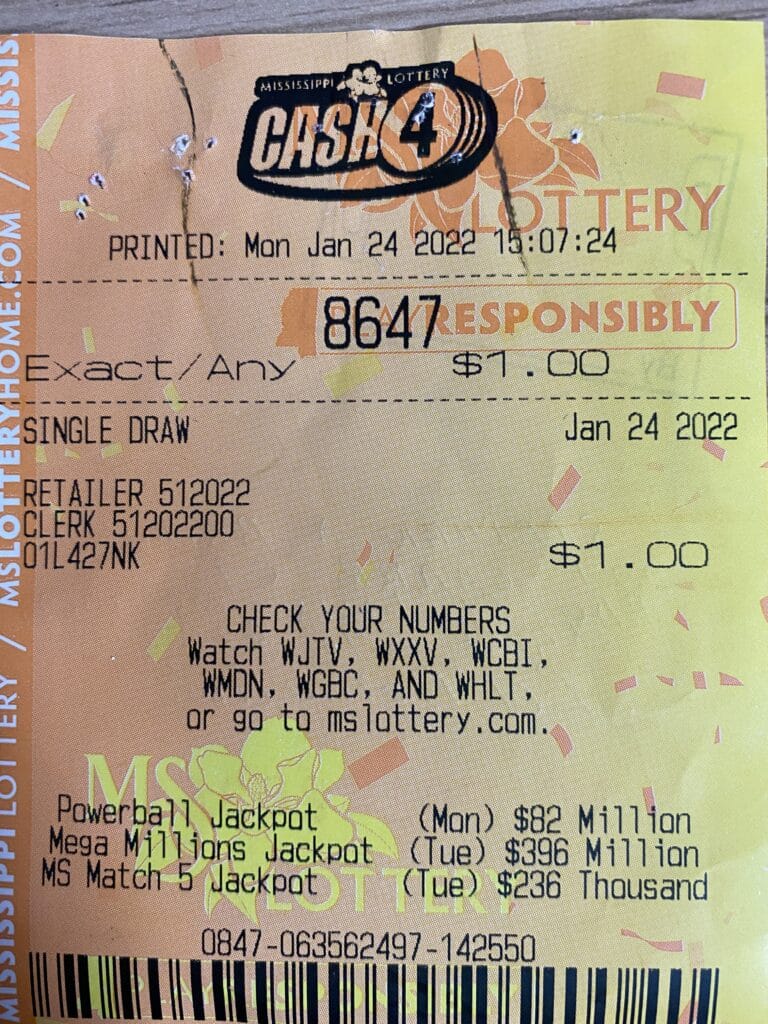 MISSISSIPPI LOTTERY
CASH 4
LOTTERY
PRINTED: Mon Jan 24 2022 15:07:24
8647
PLAY RESPONSIBLY
Exact/Any $1.00
SINGLE DRAW Jan 24 2022
RETAILER 512022
CLERK 51202200
01L427NK $1.00
CHECK YOUR NUMBERS
Watch WJTV, WXXV, WCBI,
WMDN, WGBC, AND WHLT,
or go to mslottery.com.
MS
LOTTERY
Powerball Jackpot (Mon) $82 Million
Mega Millions Jackpot (Tue) $396 Million
MS Match 5 Jackpot (Tue) $236 Thousand
0847-063562497-142550
PLAY RESPONSIBLY
MISSISSIPPI LOTTERY / MSLOTTERYHOME.COM / MISSIS